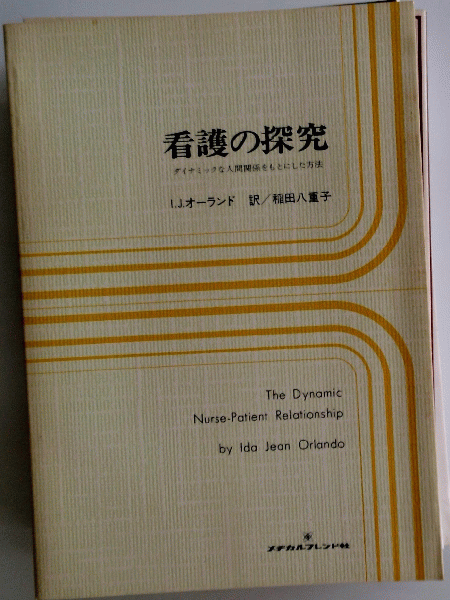 看護の探究
ダイナミックな人間関係をもとにした方法
I.J.オーランド 訳／稲田八重子
The Dynamic
Nurse-Patient Relationship
by Ida Jean Orlando
メヂカルフレンド社